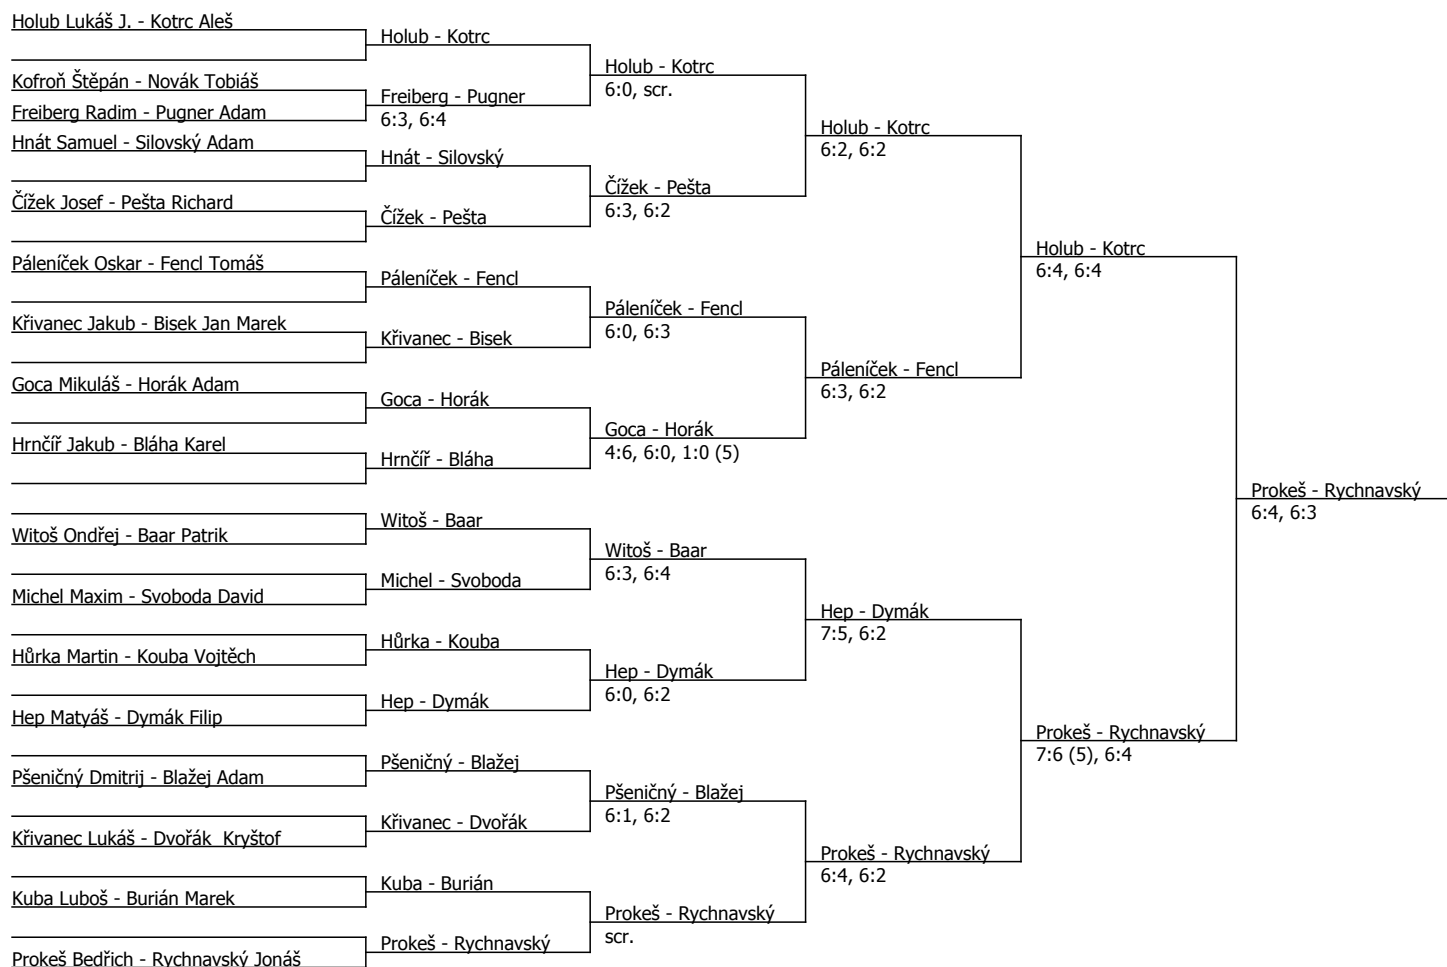 Holub Lukáš J. - Kotrc Aleš
Kofroň Štěpán - Novák Tobiáš
Freiberg Radim - Pugner Adam
Hnát Samuel - Silovský Adam
Čížek Josef - Pešta Richard
Páleníček Oskar - Fencl Tomáš
Křivanec Jakub - Bisek Jan Marek
Goca Mikuláš - Horák Adam
Hrnčíř Jakub - Bláha Karel
Witoš Ondřej - Baar Patrik
Michel Maxim - Svoboda David
Hůrka Martin - Kouba Vojtěch
Hep Matyáš - Dymák Filip
Pšeničný Dmitrij - Blažej Adam
Křivanec Lukáš - Dvořák  Kryštof
Kuba Luboš - Burián Marek
Prokeš Bedřich - Rychnavský Jonáš
Holub - Kotrc
Freiberg - Pugner
6:3, 6:4
Hnát - Silovský
Čížek - Pešta
Páleníček - Fencl
Křivanec - Bisek
Goca - Horák
Hrnčíř - Bláha
Witoš - Baar
Michel - Svoboda
Hůrka - Kouba
Hep - Dymák
Pšeničný - Blažej
Křivanec - Dvořák
Kuba - Burián
Prokeš - Rychnavský
Holub - Kotrc
6:0, scr.
Čížek - Pešta
6:3, 6:2
Páleníček - Fencl
6:0, 6:3
Goca - Horák
4:6, 6:0, 1:0 (5)
Witoš - Baar
6:3, 6:4
Hep - Dymák
6:0, 6:2
Pšeničný - Blažej
6:1, 6:2
Prokeš - Rychnavský
scr.
Holub - Kotrc
6:2, 6:2
Páleníček - Fencl
6:3, 6:2
Hep - Dymák
7:5, 6:2
Prokeš - Rychnavský
6:4, 6:2
Holub - Kotrc
6:4, 6:4
Prokeš - Rychnavský
7:6 (5), 6:4
Prokeš - Rychnavský
6:4, 6:3